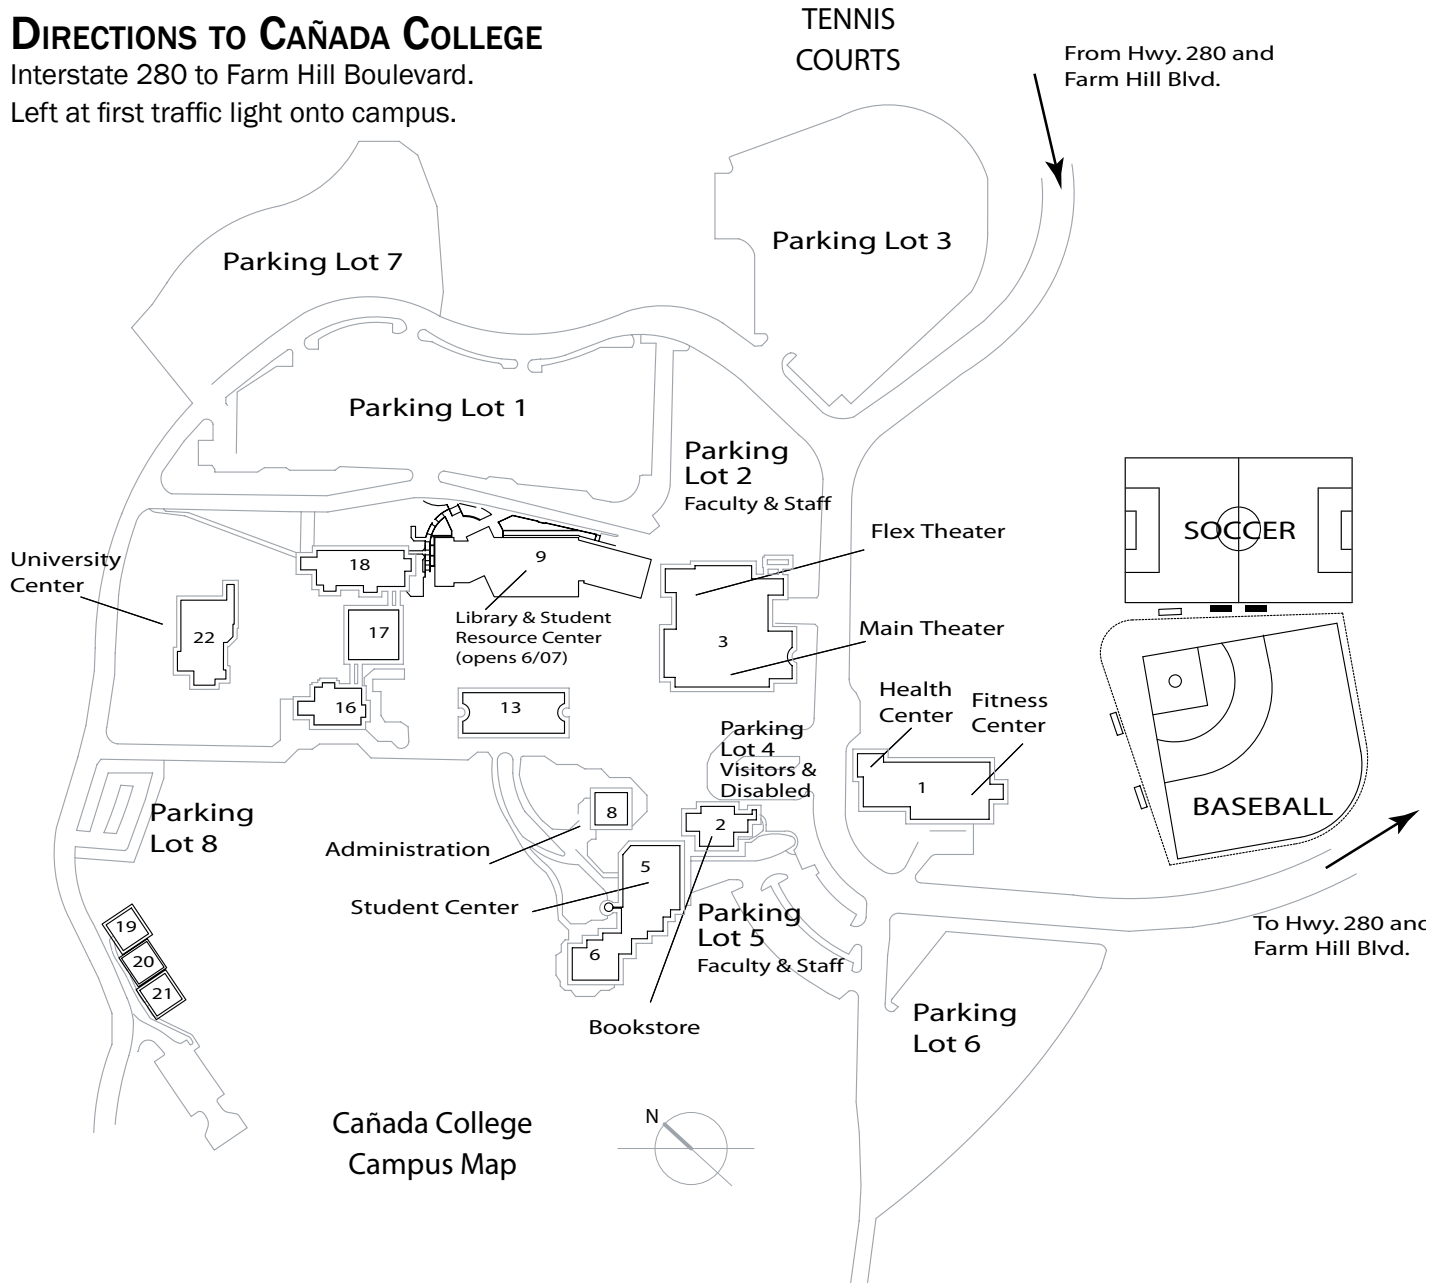 DIRECTIONS TO CAÑADA COLLEGE
Interstate 280 to Farm Hill Boulevard.
Left at first traffic light onto campus.
TENNIS
COURTS
From Hwy. 280 and
Farm Hill Blvd.
Parking Lot 7
Parking Lot 3
Parking Lot 1
Parking
Lot 2
Faculty & Staff
Flex Theater
SOCCER
University
Center
18
9
Library & Student
Resource Center
(opens 6/07)
22
17
3
Main Theater
Health
Center
Fitness
Center
16
13
Parking
Lot 4
Visitors &
Disabled
1
BASEBALL
Parking
Lot 8
8
2
Administration
5
Student Center
Parking
Lot 5
Faculty & Staff
19
20
21
6
To Hwy. 280 and
Farm Hill Blvd.
Bookstore
Parking
Lot 6
Cañada College
Campus Map
N